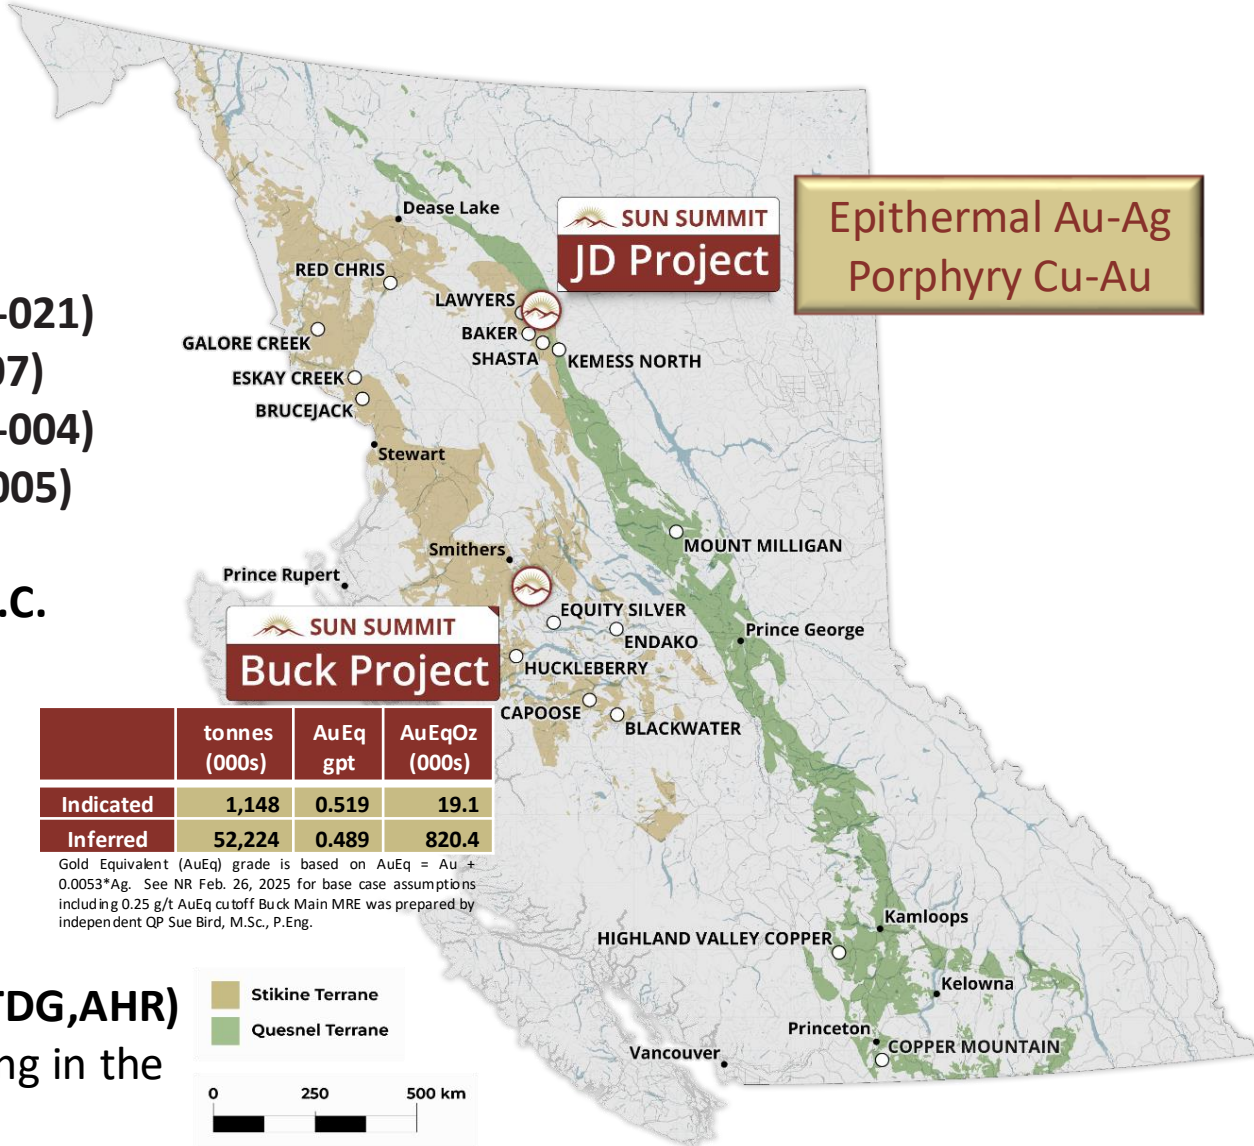 Dease Lake
SUN SUMMIT
JD Project
Epithermal Au-Ag
Porphyry Cu-Au
RED CHRIS
LAWYERS
-021)
GALORE CREEK
BAKER
SHASTA
KEMESS NORTH
07)
ESKAY CREEK
BRUCEJACK
-004)
Stewart
005)
MOUNT MILLIGAN
Smithers
Prince Rupert
.C.
EQUITY SILVER
ENDAKO
Prince George
SUN SUMMIT
Buck Project
HUCKLEBERRY
CAPOOSE
BLACKWATER
tonnes (000s) AuEq gpt AuEqOz (000s)
Indicated 1,148 0.519 19.1
Inferred 52,224 0.489 820.4
Gold Equivalent (AuEq) grade is based on AuEq = Au +
0.0053*Ag. See NR Feb. 26, 2025 for base case assumptions
including 0.25 g/t AuEq cutoff Buck Main MRE was prepared by
independent QP Sue Bird, M.Sc., P.Eng.
Kamloops
HIGHLAND VALLEY COPPER
Kelowna
TDG,AHR)
Stikine Terrane
Quesnel Terrane
Princeton
COPPER MOUNTAIN
Vancouver
ng in the
0 250 500 km